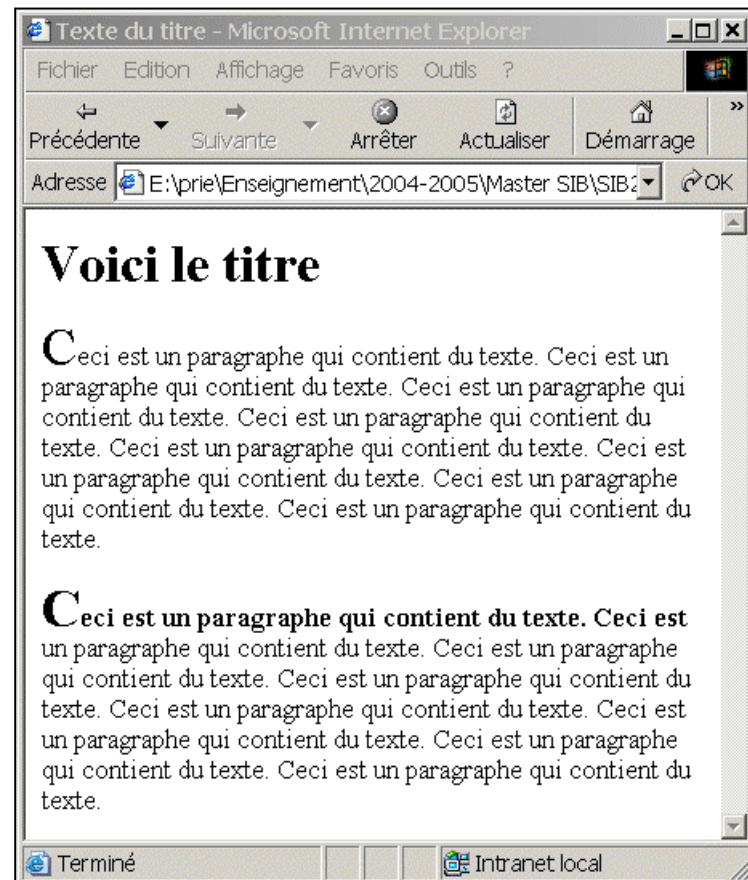 Texte du titre - Microsoft Internet Explorer
Fichier Edition Affichage Favoris Outils ?
Précédente Suivante Arrêter Actualiser Démarrage »
Adresse E:\prie\Enseignement\2004-2005\Master SIB\SIB2 OK
Voici le titre
Ceci est un paragraphe qui contient du texte. Ceci est un
paragraphe qui contient du texte. Ceci est un paragraphe qui
contient du texte. Ceci est un paragraphe qui contient du
texte. Ceci est un paragraphe qui contient du texte. Ceci est
un paragraphe qui contient du texte. Ceci est un paragraphe
qui contient du texte. Ceci est un paragraphe qui contient du
texte.
Ceci est un paragraphe qui contient du texte. Ceci est
un paragraphe qui contient du texte. Ceci est un paragraphe
qui contient du texte. Ceci est un paragraphe qui contient du
texte. Ceci est un paragraphe qui contient du texte. Ceci est
un paragraphe qui contient du texte. Ceci est un paragraphe
qui contient du texte. Ceci est un paragraphe qui contient du
texte.
Terminé Intranet local